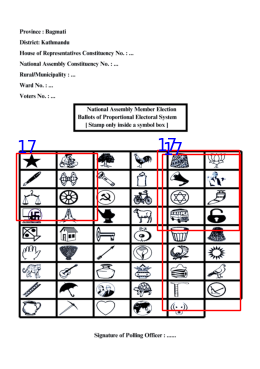 Province : Bagmati
District: Kathmandu
House of Representatives Constituency No. : ...
National Assembly Constituency No. : ...
Rural/Municipality : ...
Ward No. : ...
Voters No. : ...
National Assembly Member Election
Ballots of Proportional Electoral System
[ Stamp only inside a symbol box ]
17
17
17
Signature of Polling Officer : ......